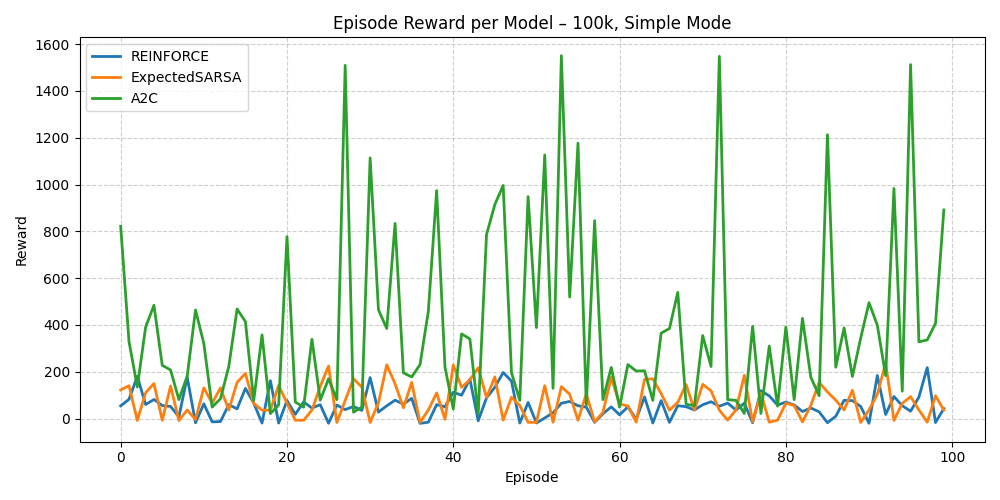 Episode Reward per Model – 100k, Simple Mode
REINFORCE
ExpectedSARSA
A2C
1600
1400
1200
1000
800
600
400
200
0
Reward
0 20 40 60 80 100
Episode